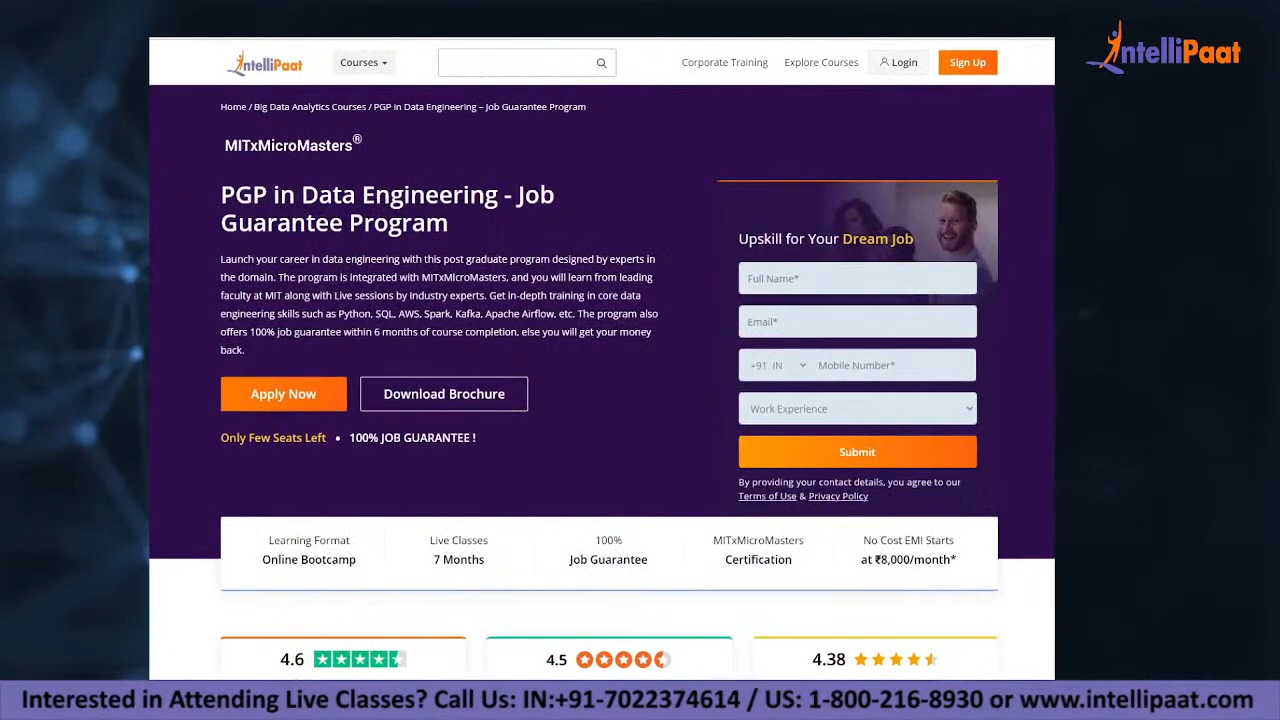 IntelliPaat
IntelliPaat
Courses
Corporate Training
Explore Courses
Login
Sign Up
Home / Big Data Analytics Courses / PGP in Data Engineering – Job Guarantee Program
MITxMicroMasters®
PGP in Data Engineering - Job
Guarantee Program
Launch your career in data engineering with this post graduate program designed by experts in
the domain. The program is integrated with MITxMicroMasters, and you will learn from leading
faculty at MIT along with Live sessions by Industry experts. Get in-depth training in core data
engineering skills such as Python, SQL, AWS, Spark, Kafka, Apache Airflow, etc. The program also
offers 100% job guarantee within 6 months of course completion, else you will get your money
back.
Apply Now
Download Brochure
Only Few Seats Left • 100% JOB GUARANTEE !
Upskill for Your Dream Job
Full Name*
Email*
+91 IN Mobile Number*
Work Experience
Submit
By providing your contact details, you agree to our
Terms of Use & Privacy Policy
Learning Format
Online Bootcamp
Live Classes
7 Months
100%
Job Guarantee
MITxMicroMasters
Certification
No Cost EMI Starts
at ₹8,000/month*
4.6
4.5
4.38
Interested in Attending Live Classes? Call Us: IN:+91-7022374614 / US: 1-800-216-8930 or www.intellipaat.com